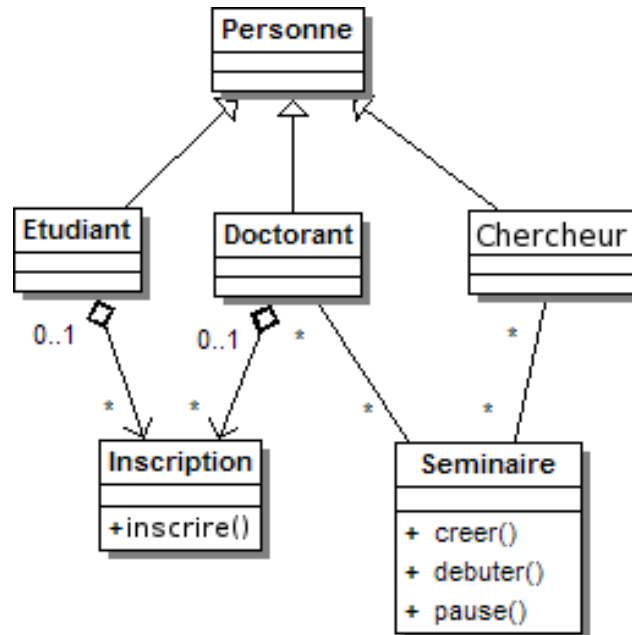 Personne
Etudiant
Doctorant
Chercheur
0..1
0..1
*
*
*
*
*
*
Inscription
+inscrire()
Seminaire
+ creer()
+ debuter()
+ pause()